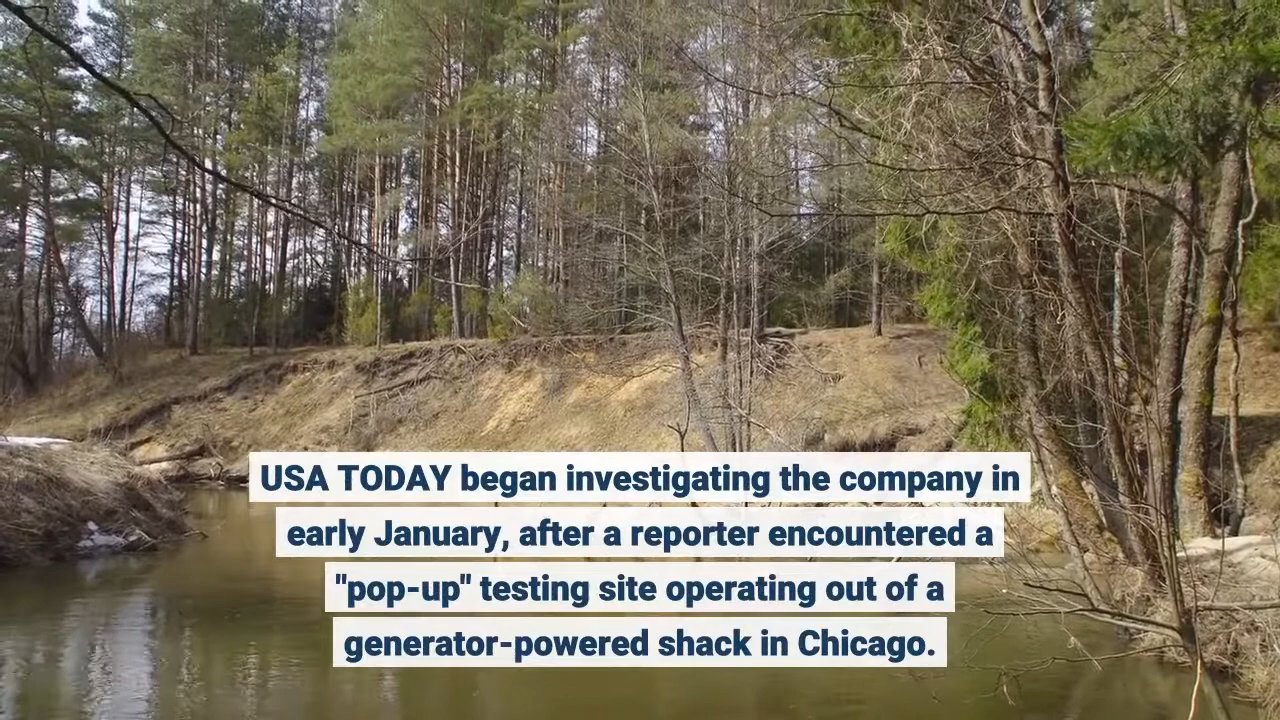 USA TODAY began investigating the company in
early January, after a reporter encountered a
"pop-up" testing site operating out of a
generator-powered shack in Chicago.